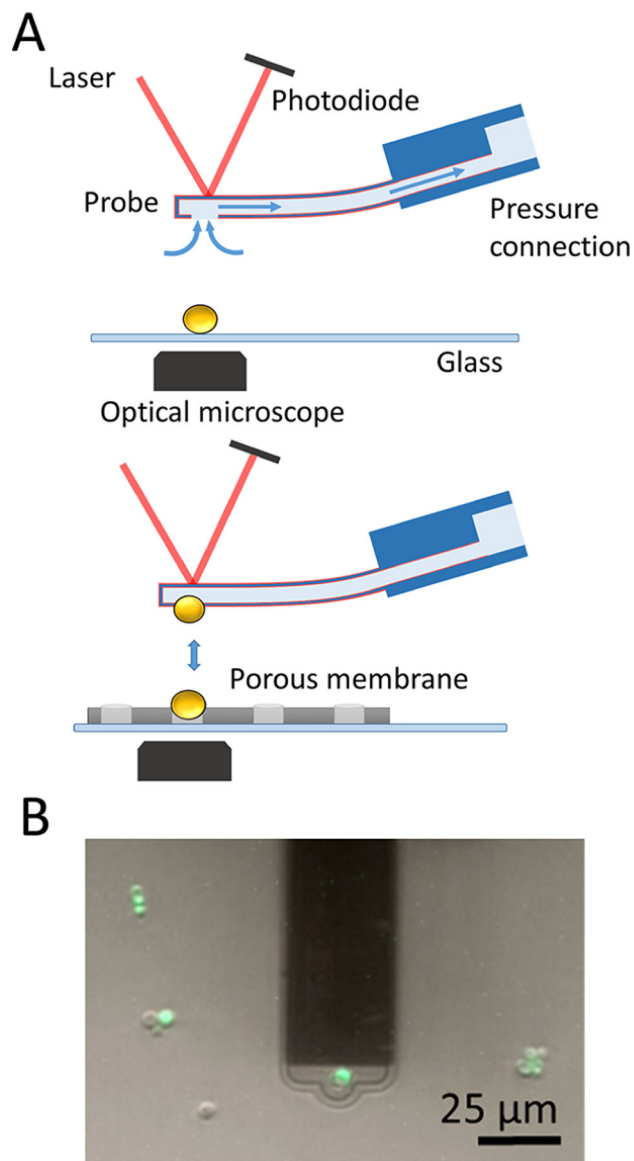 A
Laser
Photodiode
Probe
Pressure
connection
Glass
Optical microscope
Porous membrane
B
25 µm